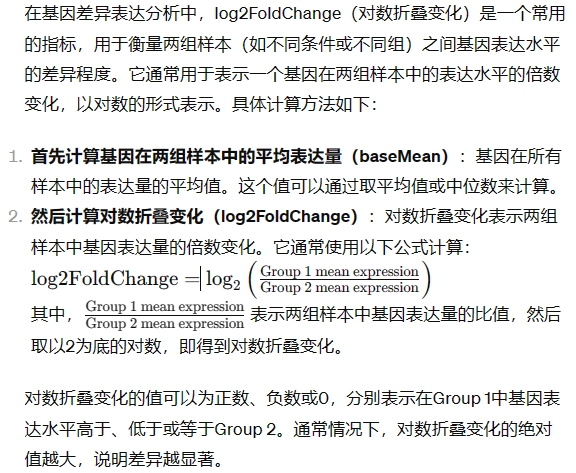 在基因差异表达分析中，log2FoldChange（对数折叠变化）是一个常用
的指标，用于衡量两组样本（如不同条件或不同组）之间基因表达水平
的差异程度。它通常用于表示一个基因在两组样本中的表达水平的倍数
变化，以对数的形式表示。具体计算方法如下：
1. 首先计算基因在两组样本中的平均表达量（baseMean）：基因在所有
样本中的表达量的平均值。这个值可以通过取平均值或中位数来计算。
2. 然后计算对数折叠变化（log2FoldChange）：对数折叠变化表示两组
样本中基因表达量的倍数变化。它通常使用以下公式计算：
log2FoldChange = log₂ (Group 1 mean expression / Group 2 mean expression)
其中，Group 1 mean expression / Group 2 mean expression 表示两组样本中基因表达量的比值，然后
取以2为底的对数，即得到对数折叠变化。
对数折叠变化的值可以为正数、负数或0，分别表示在Group 1中基因表
达水平高于、低于或等于Group 2。通常情况下，对数折叠变化的绝对
值越大，说明差异越显著。